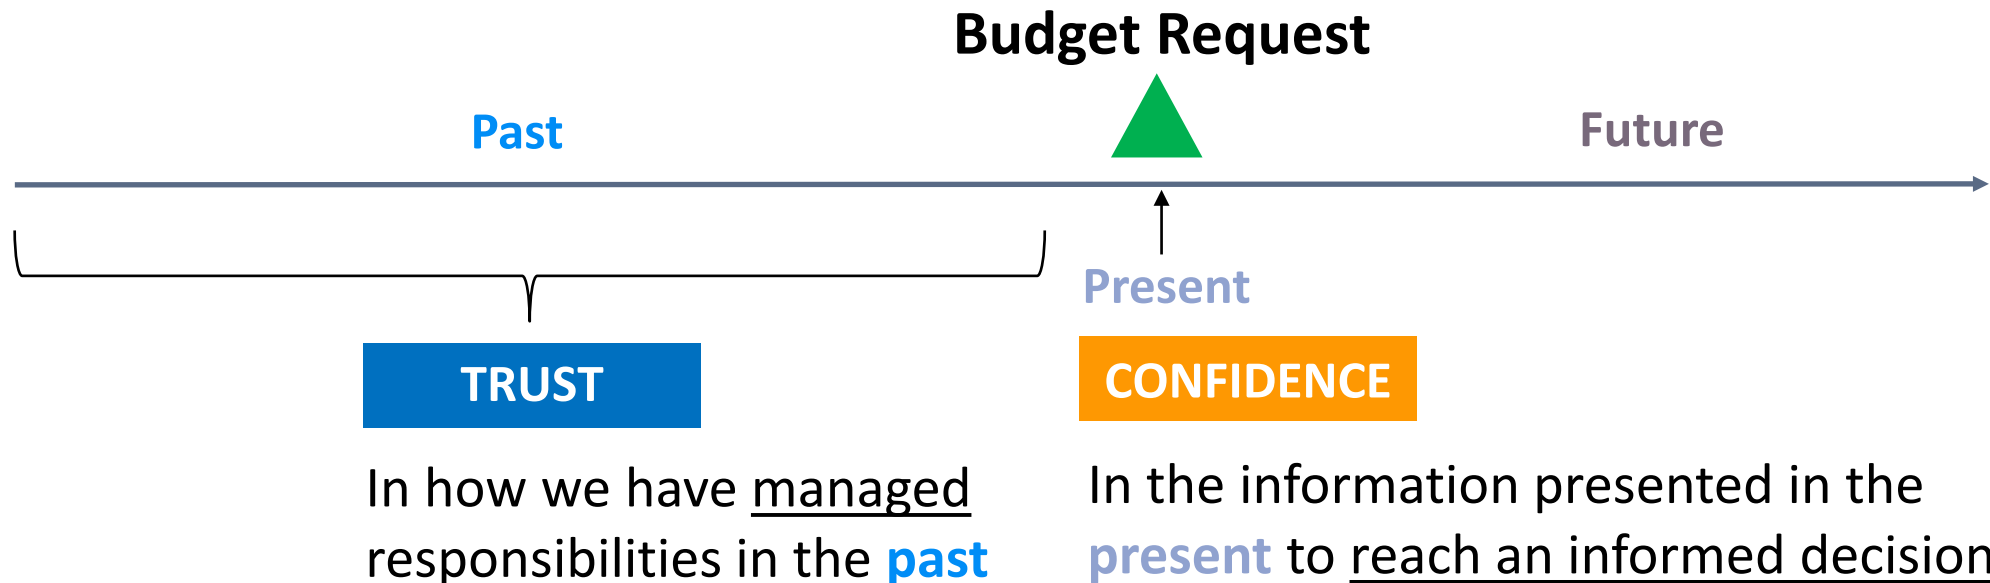 Budget Request
Past
Future
Present
TRUST
CONFIDENCE
In how we have managed
responsibilities in the past
In the information presented in the
present to reach an informed decision